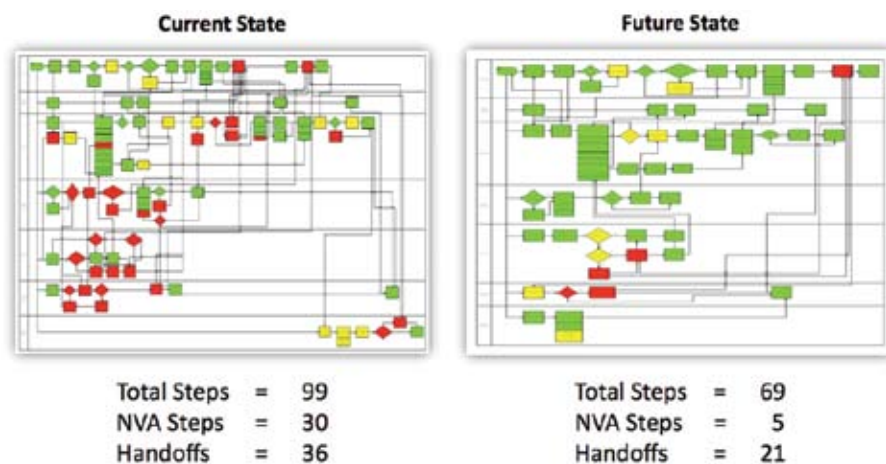 Current State
Future State
Total Steps = 99
NVA Steps = 30
Handoffs = 36
Total Steps = 69
NVA Steps = 5
Handoffs = 21